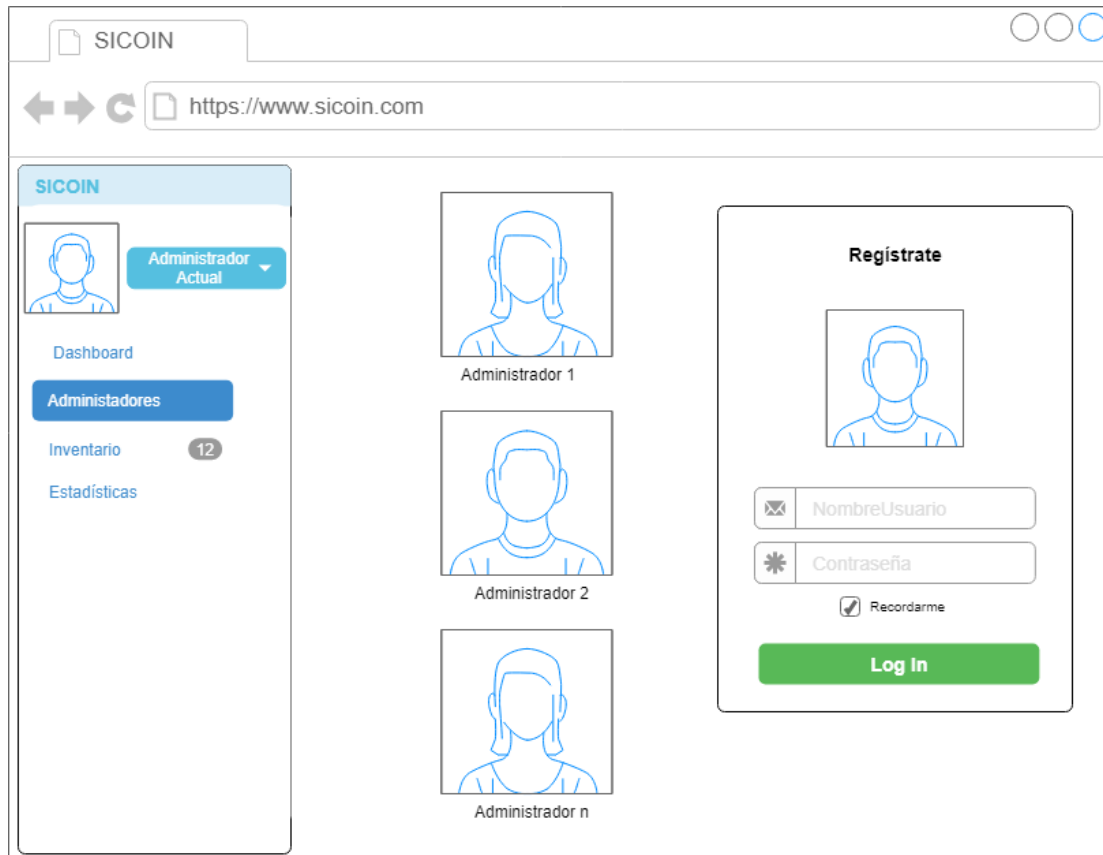 SICOIN
https://www.sicoin.com
SICOIN
Administrador
Actual
Dashboard
Administadores
Inventario 12
Estadísticas
Administrador 1
Administrador 2
Administrador n
Regístrate
NombreUsuario
Contraseña
Recordarme
Log In